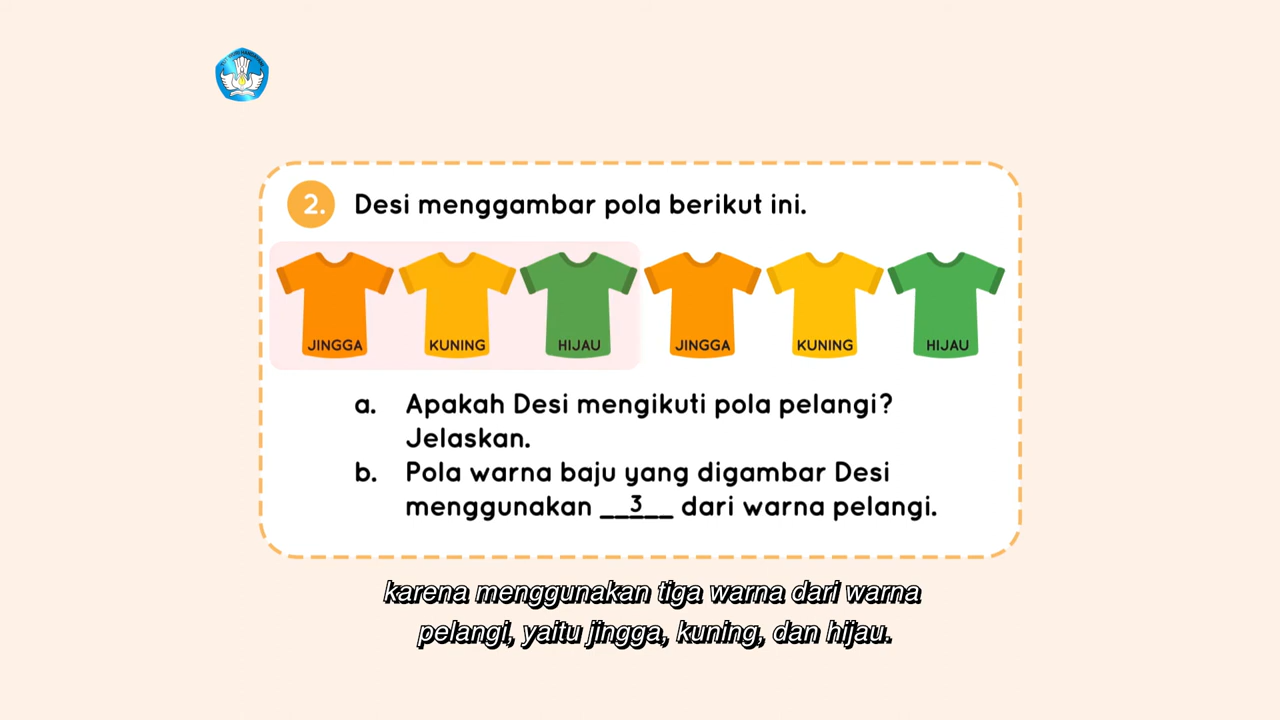 2. Desi menggambar pola berikut ini.
JINGGA KUNING HIJAU JINGGA KUNING HIJAU
a. Apakah Desi mengikuti pola pelangi?
Jelaskan.
b. Pola warna baju yang digambar Desi
menggunakan __3__ dari warna pelangi.
karena menggunakan tiga warna dari warna
pelangi, yaitu jingga, kuning, dan hijau.